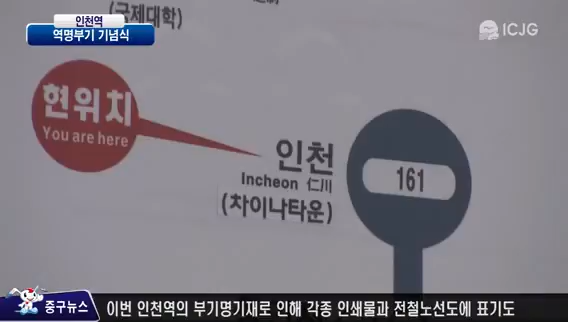 (국제대학)
인천역
역명부기 기념식
ICJG
현위치
You are here
인천
Incheon 仁川
(차이나타운)
161
중구뉴스
이번 인천역의 부기명기재로 인해 각종 인쇄물과 전철노선도에 표기도